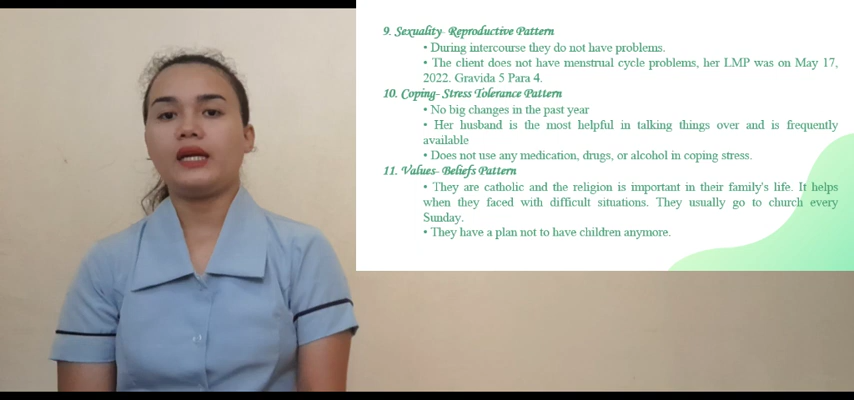 9. Sexuality- Reproductive Pattern
• During intercourse they do not have problems.
• The client does not have menstrual cycle problems, her LMP was on May 17,
2022. Gravida 5 Para 4.
10. Coping- Stress Tolerance Pattern
• No big changes in the past year
• Her husband is the most helpful in talking things over and is frequently
available
• Does not use any medication, drugs, or alcohol in coping stress.
11. Values- Beliefs Pattern
• They are catholic and the religion is important in their family's life. It helps
when they faced with difficult situations. They usually go to church every
Sunday.
• They have a plan not to have children anymore.